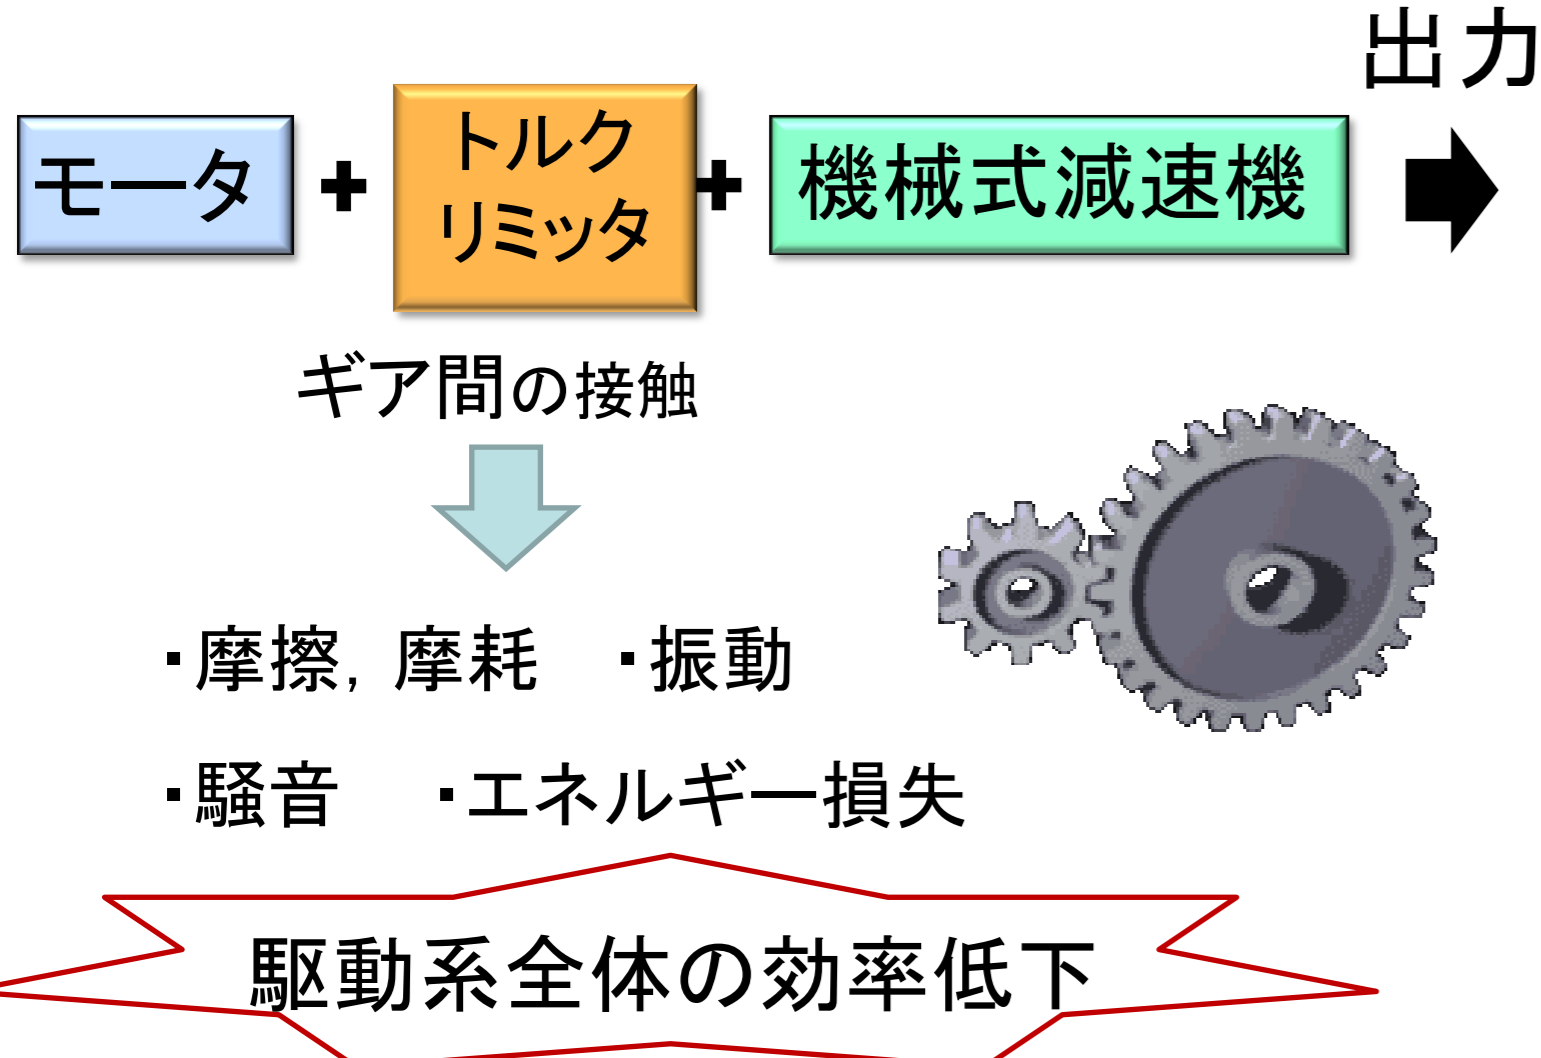 出力
モータ + トルク + 機械式減速機
リミッタ
ギア間の接触
・摩擦，摩耗 ・振動
・騒音 ・エネルギー損失
駆動系全体の効率低下